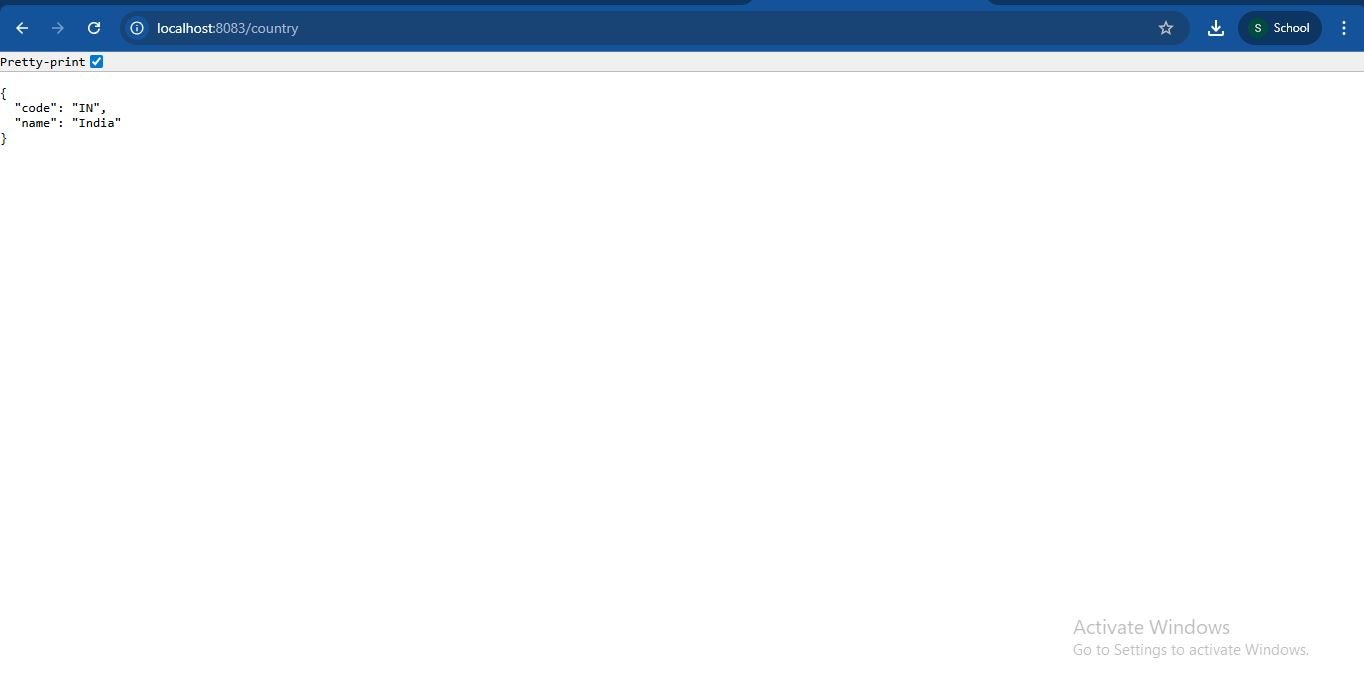 localhost:8083/country
S School
Pretty-print
{
  "code": "IN",
  "name": "India"
}
Activate Windows
Go to Settings to activate Windows.